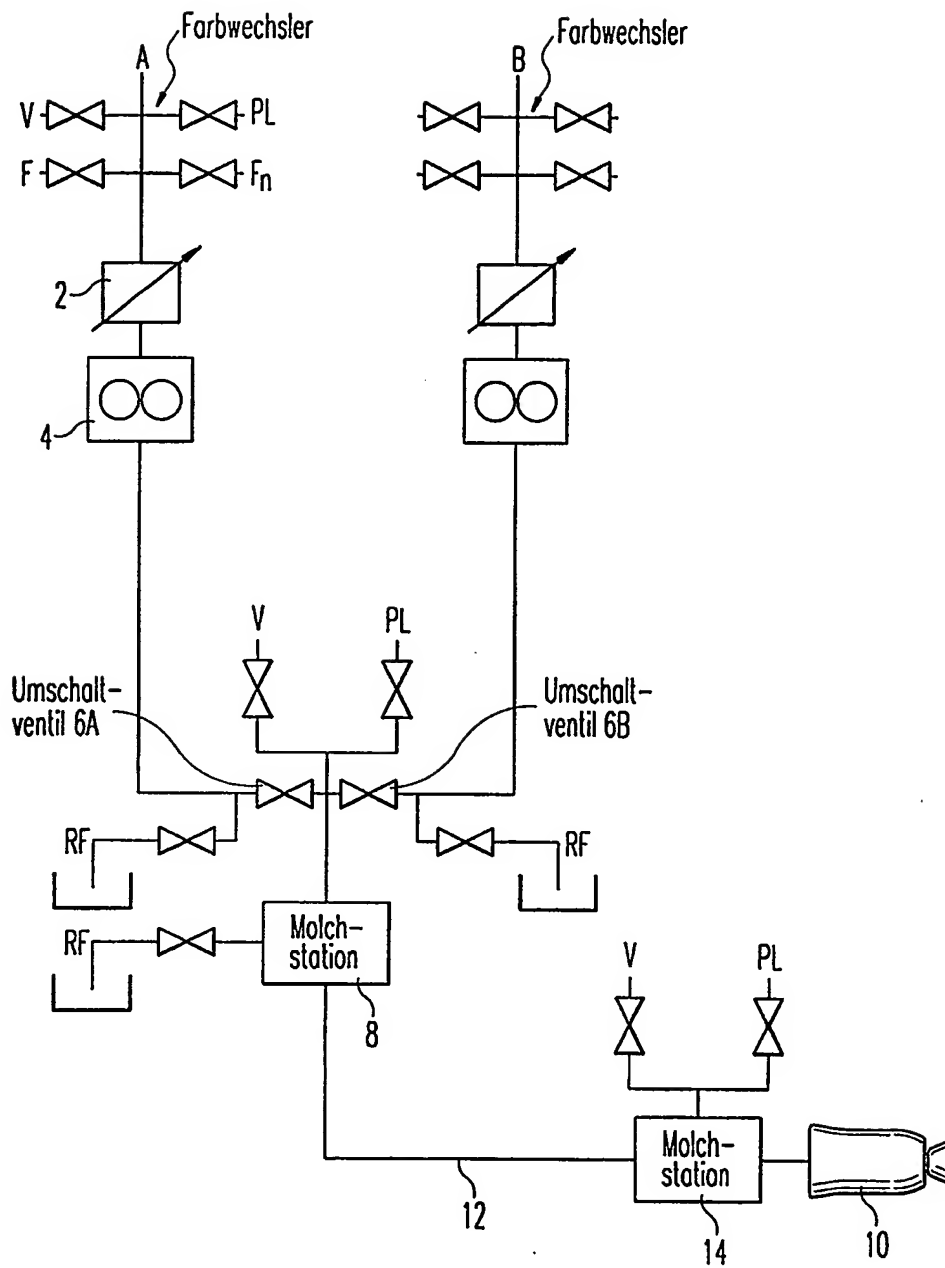 Farbwechsler
Farbwechsler
A
B
V
PL
F
Fn
2
4
V
PL
Umschalt-
ventil 6A
Umschalt-
ventil 6B
RF
RF
RF
Molch-
station
8
V
PL
Molch-
station
12
14
10